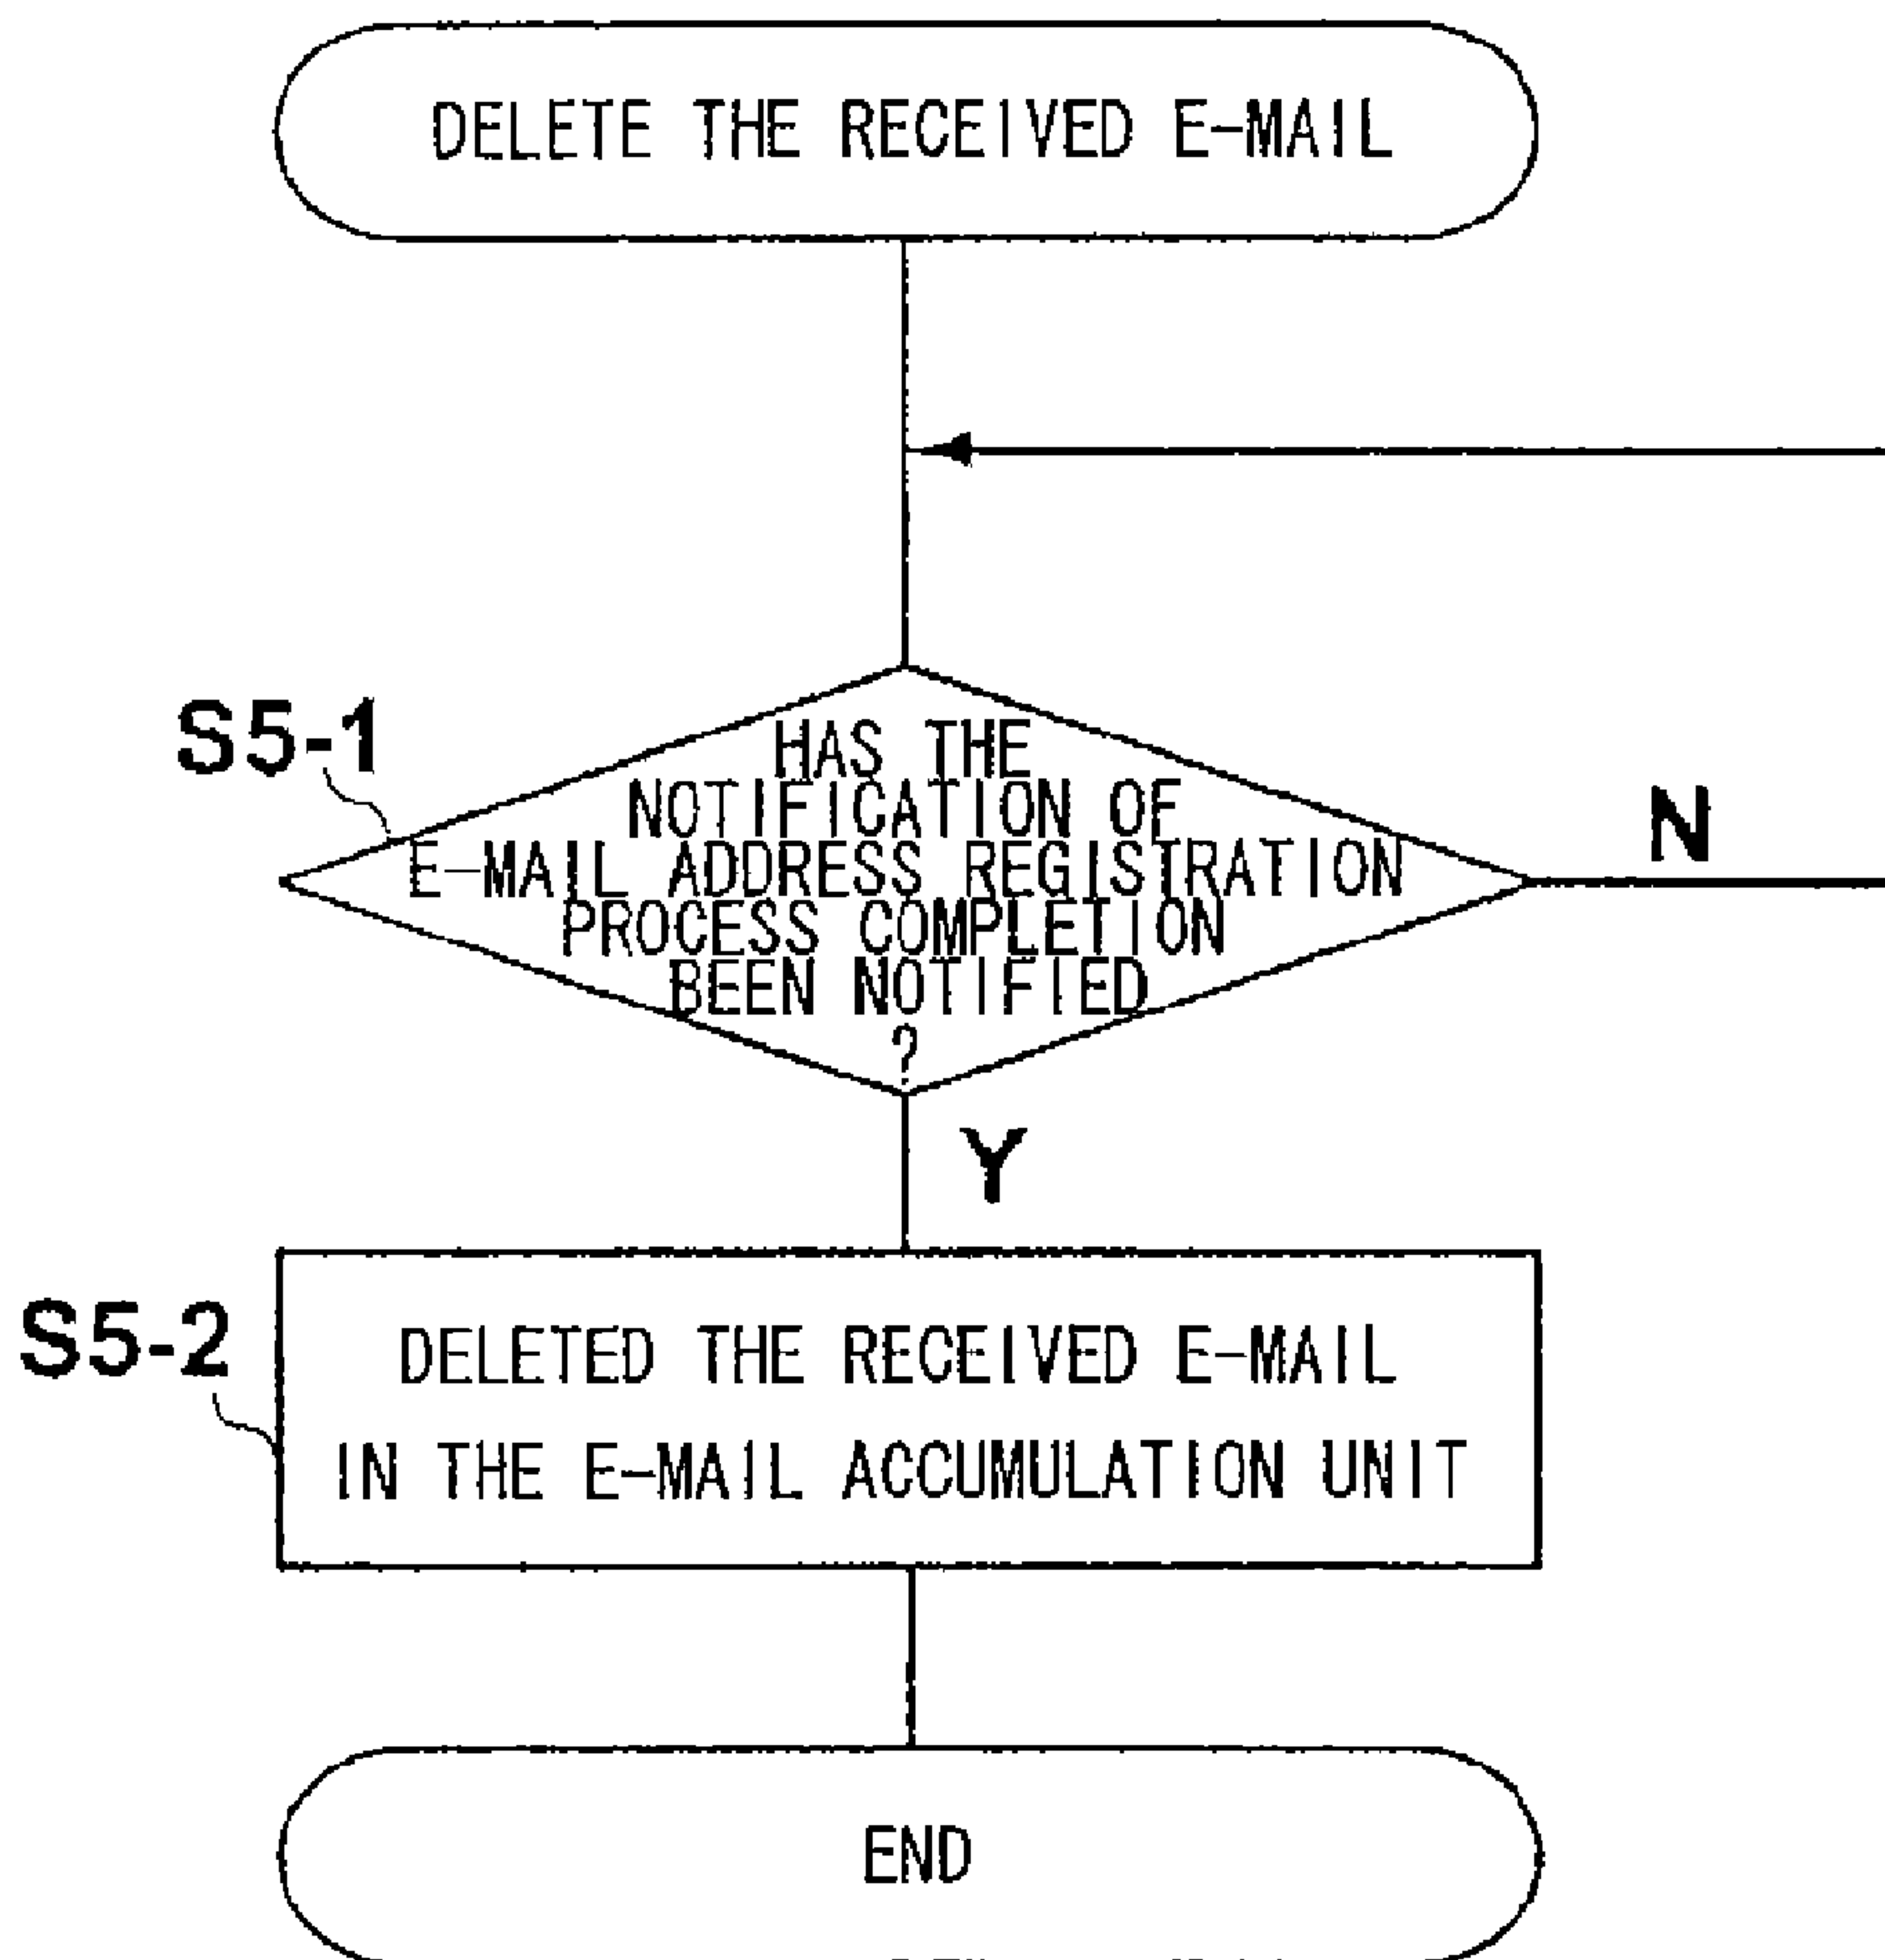 DELETE THE RECEIVED E-MAIL
S5-1
HAS THE
NOTIFICATION OF
E-MAIL ADDRESS REGISTRATION
PROCESS COMPLETION
BEEN NOTIFIED
?
N
Y
S5-2
DELETED THE RECEIVED E-MAIL
IN THE E-MAIL ACCUMULATION UNIT
END